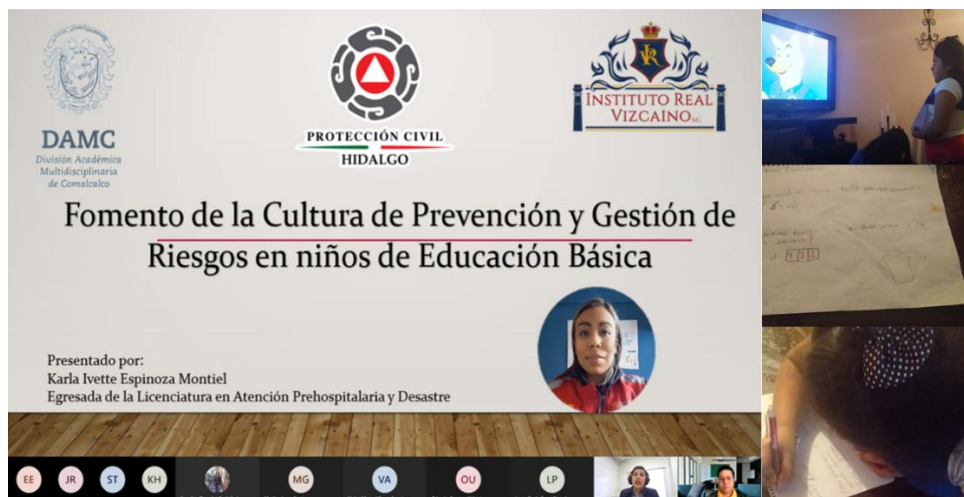 DAMC
División Académica
Multidisciplinaria
de Comalcalco
PROTECCIÓN CIVIL
HIDALGO
INSTITUTO REAL
VIZCAINO S.C.
Fomento de la Cultura de Prevención y Gestión de
Riesgos en niños de Educación Básica
Presentado por:
Karla Ivette Espinoza Montiel
Egresada de la Licenciatura en Atención Prehospitalaria y Desastre
EE
JR
ST
KH
MG
VA
OU
LP